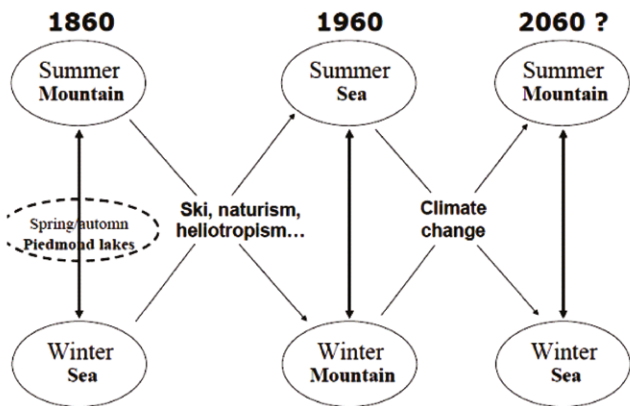 1860
1960
2060 ?
Summer
Mountain
Summer
Sea
Summer
Mountain
Spring/automn
Piedmond lakes
Ski, naturism,
heliotropism...
Climate
change
Winter
Sea
Winter
Mountain
Winter
Sea